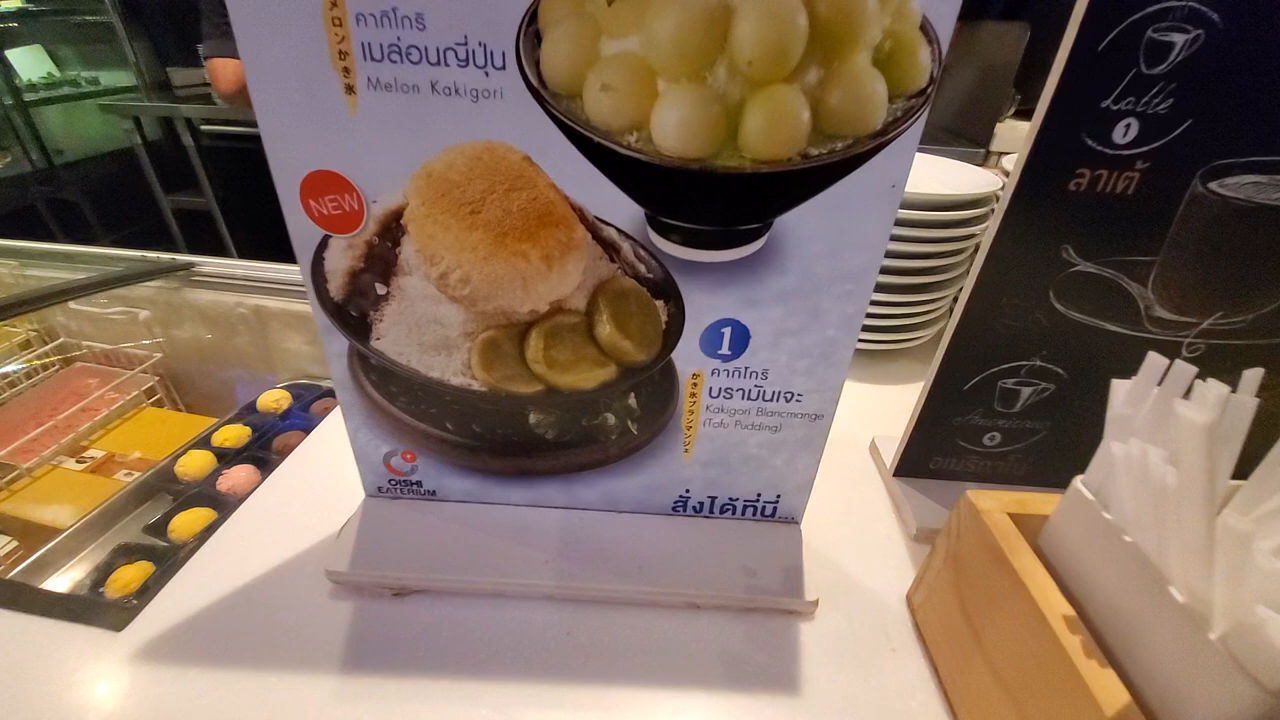 メロンかき氷
คากิโกริ
เมล่อนญี่ปุ่น
Melon Kakigori
NEW
1
คากิโกริ
บรามันเจะ
Kakigori Blancmange
(Tofu Pudding)
かき氷ブランマンジェ
OISHI
EATERIUM
สั่งได้ที่นี่...
Latte
1
ลาเต้
Americano
4
อเมริกาโน่